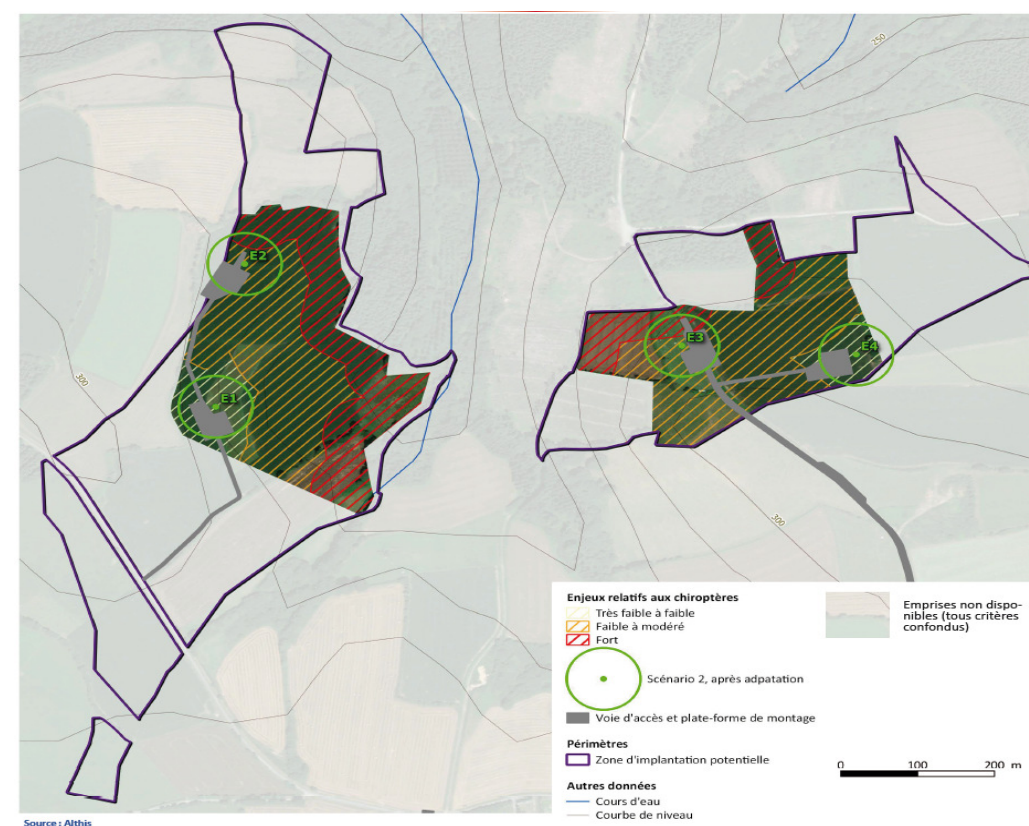 250
E2
E3
E4
300
E1
300
Enjeux relatifs aux chiroptères
Très faible à faible
Faible à modéré
Fort
Emprises non dispo-
nibles (tous critères
confondus)
Scénario 2, après adpatation
Voie d'accès et plate-forme de montage
Périmètres
Zone d'implantation potentielle
0 100 200 m
Autres données
Cours d'eau
Courbe de niveau
Source : Althis